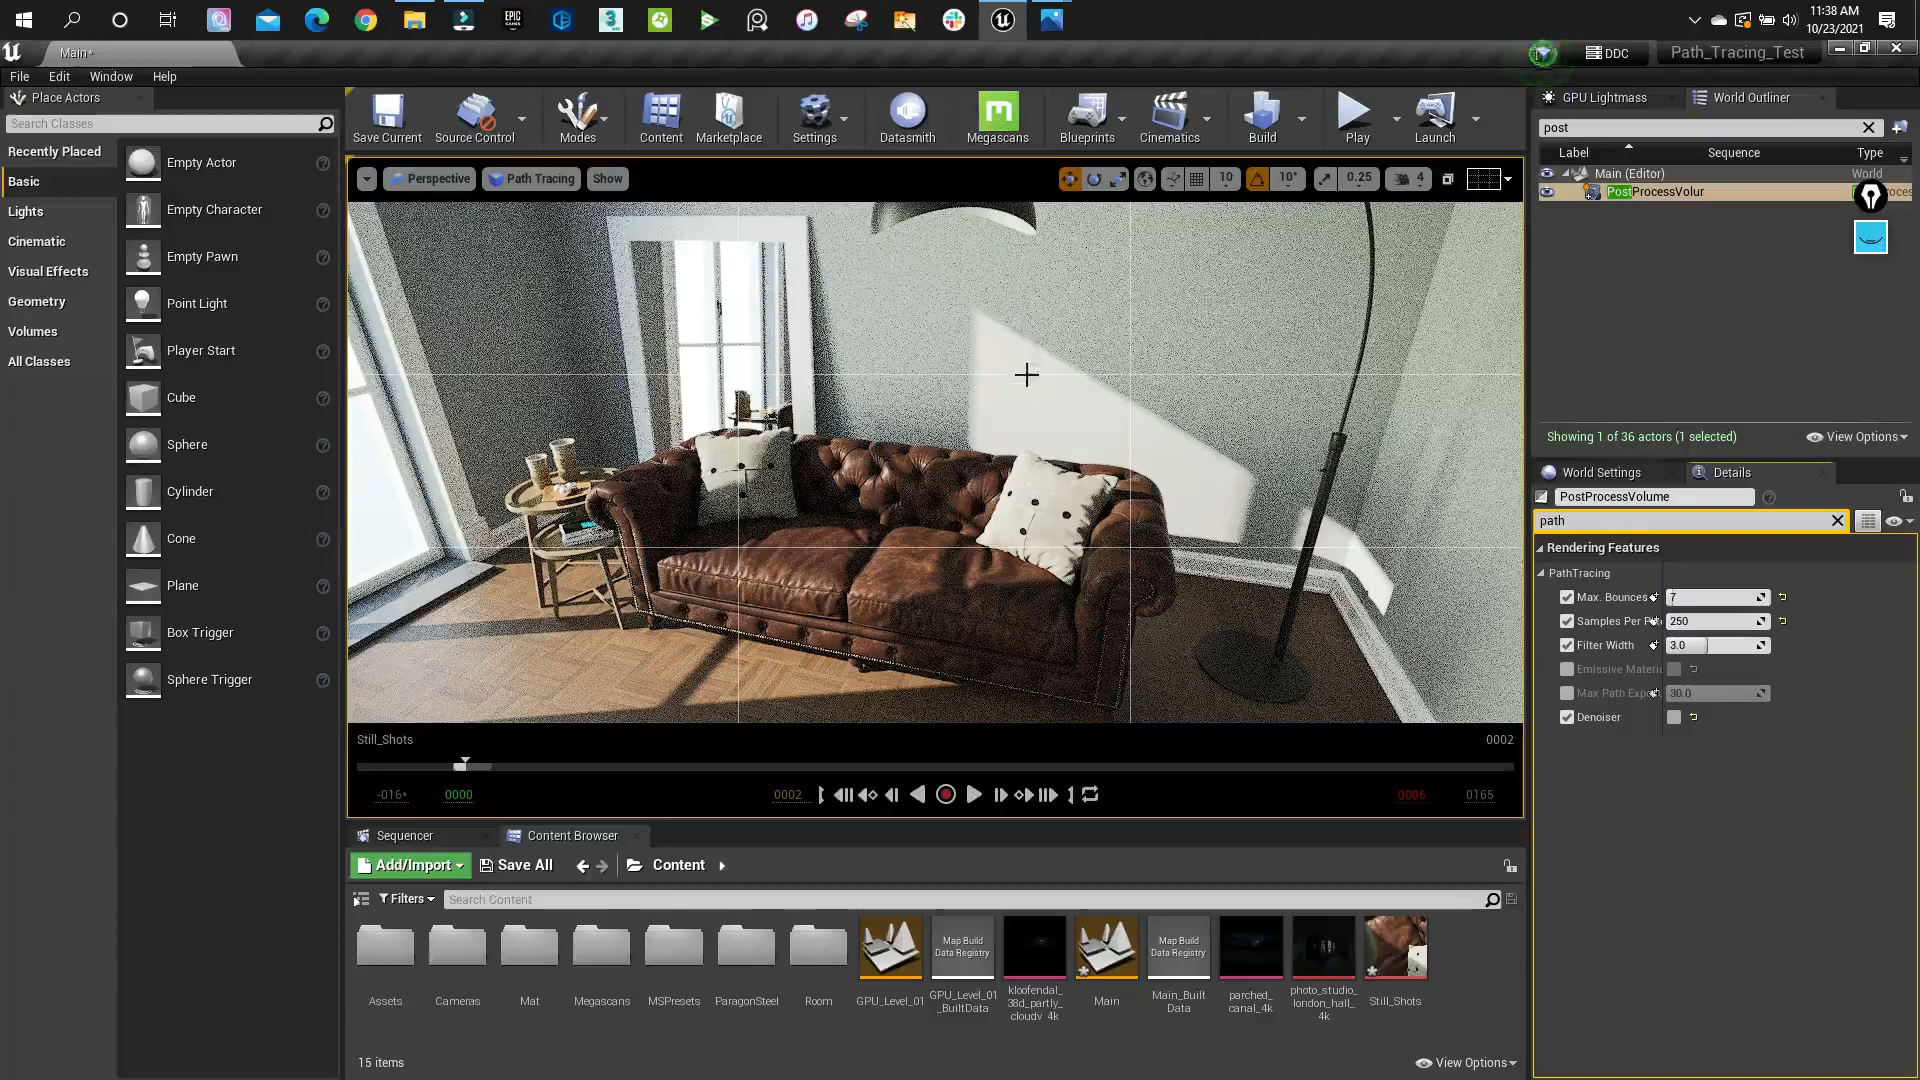 11:38 AM
10/23/2021
Main*
DDC
Path_Tracing_Test
File Edit Window Help
Place Actors
Search Classes
Recently Placed
Basic
Lights
Cinematic
Visual Effects
Geometry
Volumes
All Classes
Empty Actor
Empty Character
Empty Pawn
Point Light
Player Start
Cube
Sphere
Cylinder
Cone
Plane
Box Trigger
Sphere Trigger
Save Current
Source Control
Modes
Content
Marketplace
Settings
Datasmith
Megascans
Blueprints
Cinematics
Build
Play
Launch
Perspective
Path Tracing
Show
10
10°
0.25
4
Still_Shots
0002
-016*
0000
0002
0006
0165
Sequencer
Content Browser
Add/Import
Save All
Content
Filters
Search Content
Assets
Cameras
Mat
Megascans
MSPresets
ParagonSteel
Room
GPU_Level_01
Map Build
Data Registry
GPU_Level_01
_BuiltData
kloofendal_
38d_partly_
cloudy_4k
Main
Map Build
Data Registry
Main_Built
Data
parched_
canal_4k
photo_studio_
london_hall_
4k
Still_Shots
15 items
View Options
GPU Lightmass
World Outliner
post
Label
Sequence
Type
Main (Editor)
World
PostProcessVolur
Showing 1 of 36 actors (1 selected)
View Options
World Settings
Details
PostProcessVolume
path
Rendering Features
PathTracing
Max. Bounces
7
Samples Per P
250
Filter Width
3.0
Emissive Materi
Max Path Expo
30.0
Denoiser